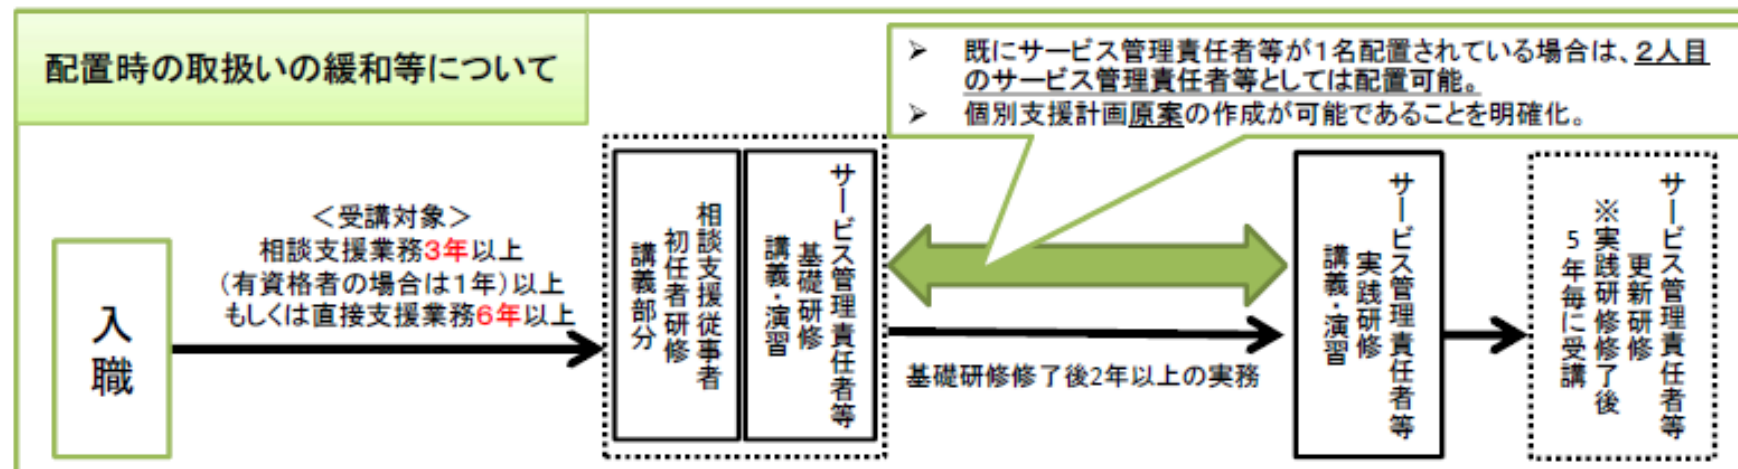 配置時の取扱いの緩和等について
➢ 既にサービス管理責任者等が1名配置されている場合は、2人目
のサービス管理責任者等としては配置可能。
➢ 個別支援計画原案の作成が可能であることを明確化。
入職
＜受講対象＞
相談支援業務3年以上
(有資格者の場合は1年)以上
もしくは直接支援業務6年以上
相談支援従事者
初任者研修
講義部分
サービス管理責任者等
基礎研修
講義・演習
基礎研修修了後2年以上の実務
サービス管理責任者等
実践研修
講義・演習
サービス管理責任者等
更新研修
※実践研修修了後
5年毎に受講